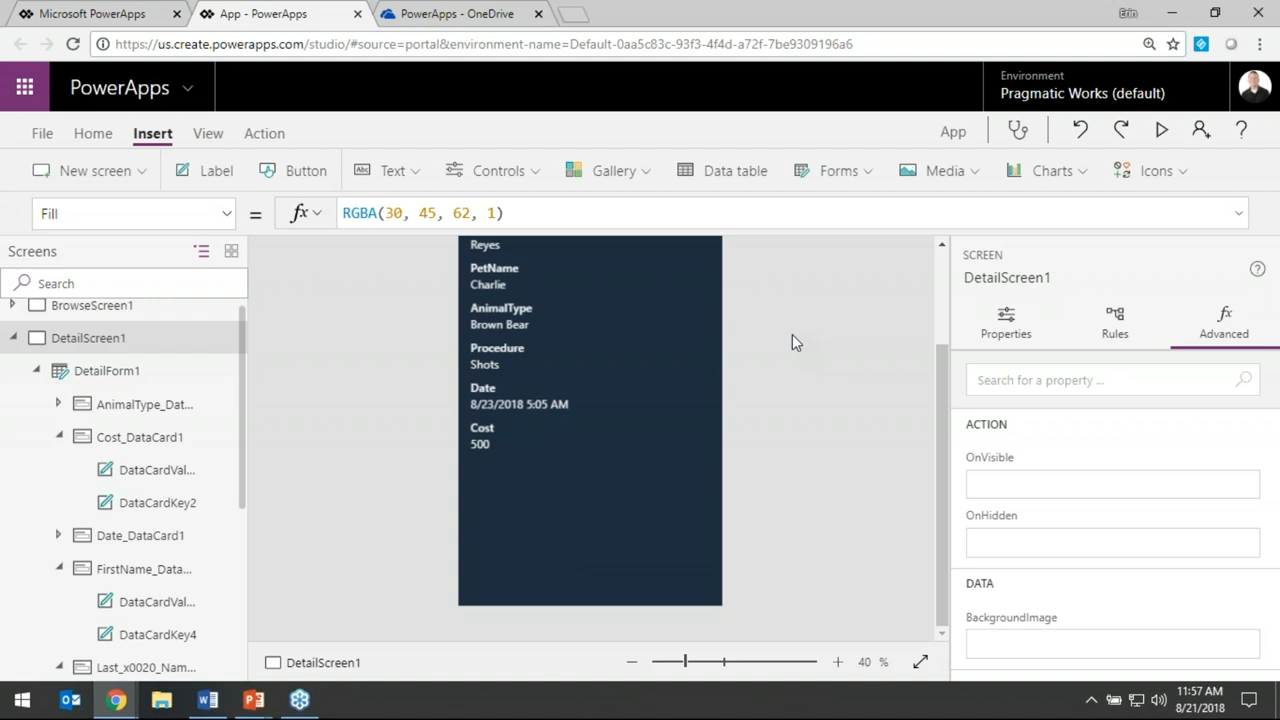 Microsoft PowerApps
App - PowerApps
PowerApps - OneDrive
https://us.create.powerapps.com/studio/#source=portal&environment-name=Default-0aa5c83c-93f3-4f4d-a72f-7be9309196a6
PowerApps
Environment
Pragmatic Works (default)
File Home Insert View Action App
New screen Label Button Text Controls Gallery Data table Forms Media Charts Icons
Fill = fx RGBA(30, 45, 62, 1)
Screens
Search
BrowseScreen1
DetailScreen1
DetailForm1
AnimalType_Dat...
Cost_DataCard1
DataCardVal...
DataCardKey2
Date_DataCard1
FirstName_Data...
DataCardVal...
DataCardKey4
Last_x0020_Nam...
Reyes
PetName
Charlie
AnimalType
Brown Bear
Procedure
Shots
Date
8/23/2018 5:05 AM
Cost
500
DetailScreen1
40 %
SCREEN
DetailScreen1
Properties Rules Advanced
Search for a property ...
ACTION
OnVisible
OnHidden
DATA
BackgroundImage
11:57 AM
8/21/2018